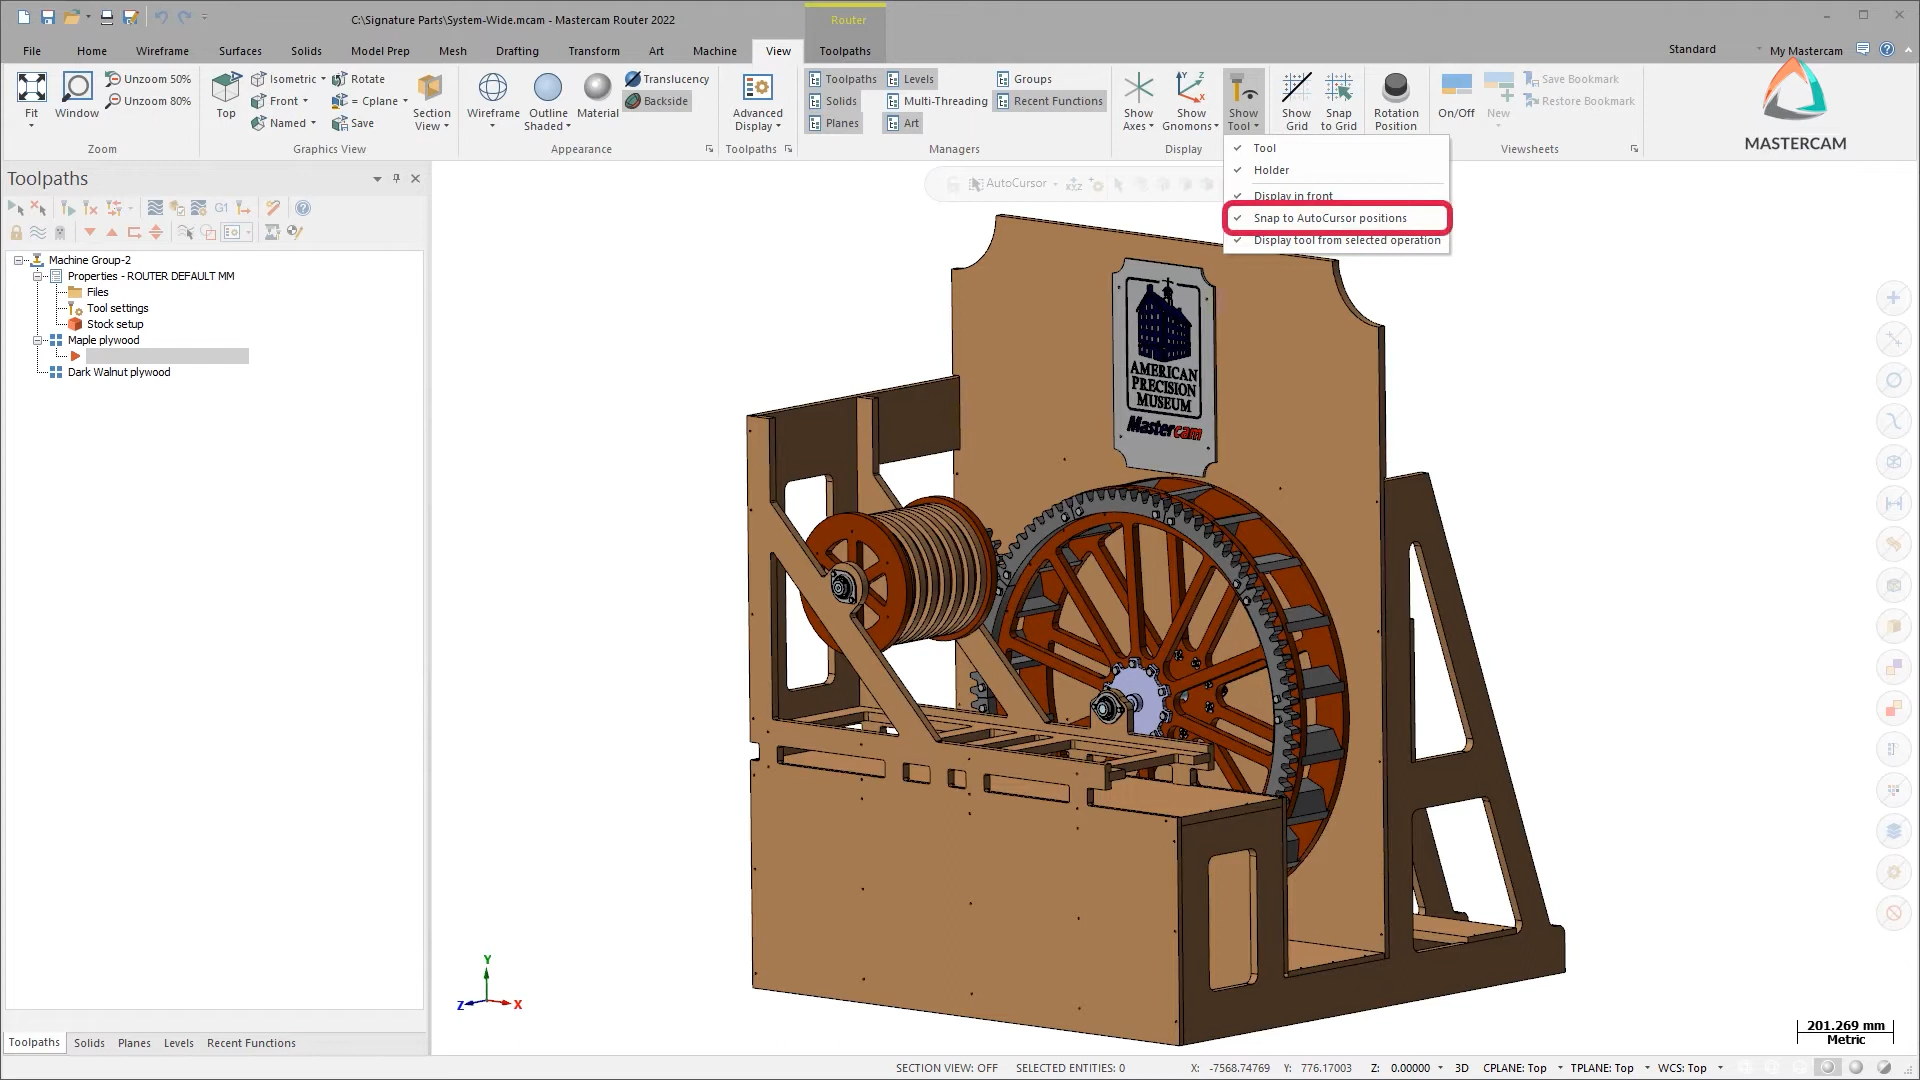 C:\Signature Parts\System-Wide.mcam - Mastercam Router 2022
Router
File Home Wireframe Surfaces Solids Model Prep Mesh Drafting Transform Art Machine View Toolpaths
Standard My Mastercam
Fit
Window
Unzoom 50%
Unzoom 80%
Zoom
Top
Isometric
Front
Named
Rotate
= Cplane
Save
Section View
Graphics View
Wireframe
Outline Shaded
Material
Translucency
Backside
Appearance
Advanced Display
Toolpaths
Toolpaths
Solids
Planes
Levels
Multi-Threading
Art
Groups
Recent Functions
Managers
Show Axes
Show Gnomons
Show Tool
Display
Show Grid
Snap to Grid
Rotation Position
On/Off
New
Save Bookmark
Restore Bookmark
Viewsheets
MASTERCAM
Tool
Holder
Display in front
Snap to AutoCursor positions
Display tool from selected operation
AutoCursor
XYZ
Toolpaths
G1
Machine Group-2
Properties - ROUTER DEFAULT MM
Files
Tool settings
Stock setup
Maple plywood
Dark Walnut plywood
AMERICAN
PRECISION
MUSEUM
Mastercam
Y
Z
X
201.269 mm
Metric
Toolpaths Solids Planes Levels Recent Functions
SECTION VIEW: OFF SELECTED ENTITIES: 0 X: -7568.74769 Y: 776.17003 Z: 0.00000 3D CPLANE: Top TPLANE: Top WCS: Top